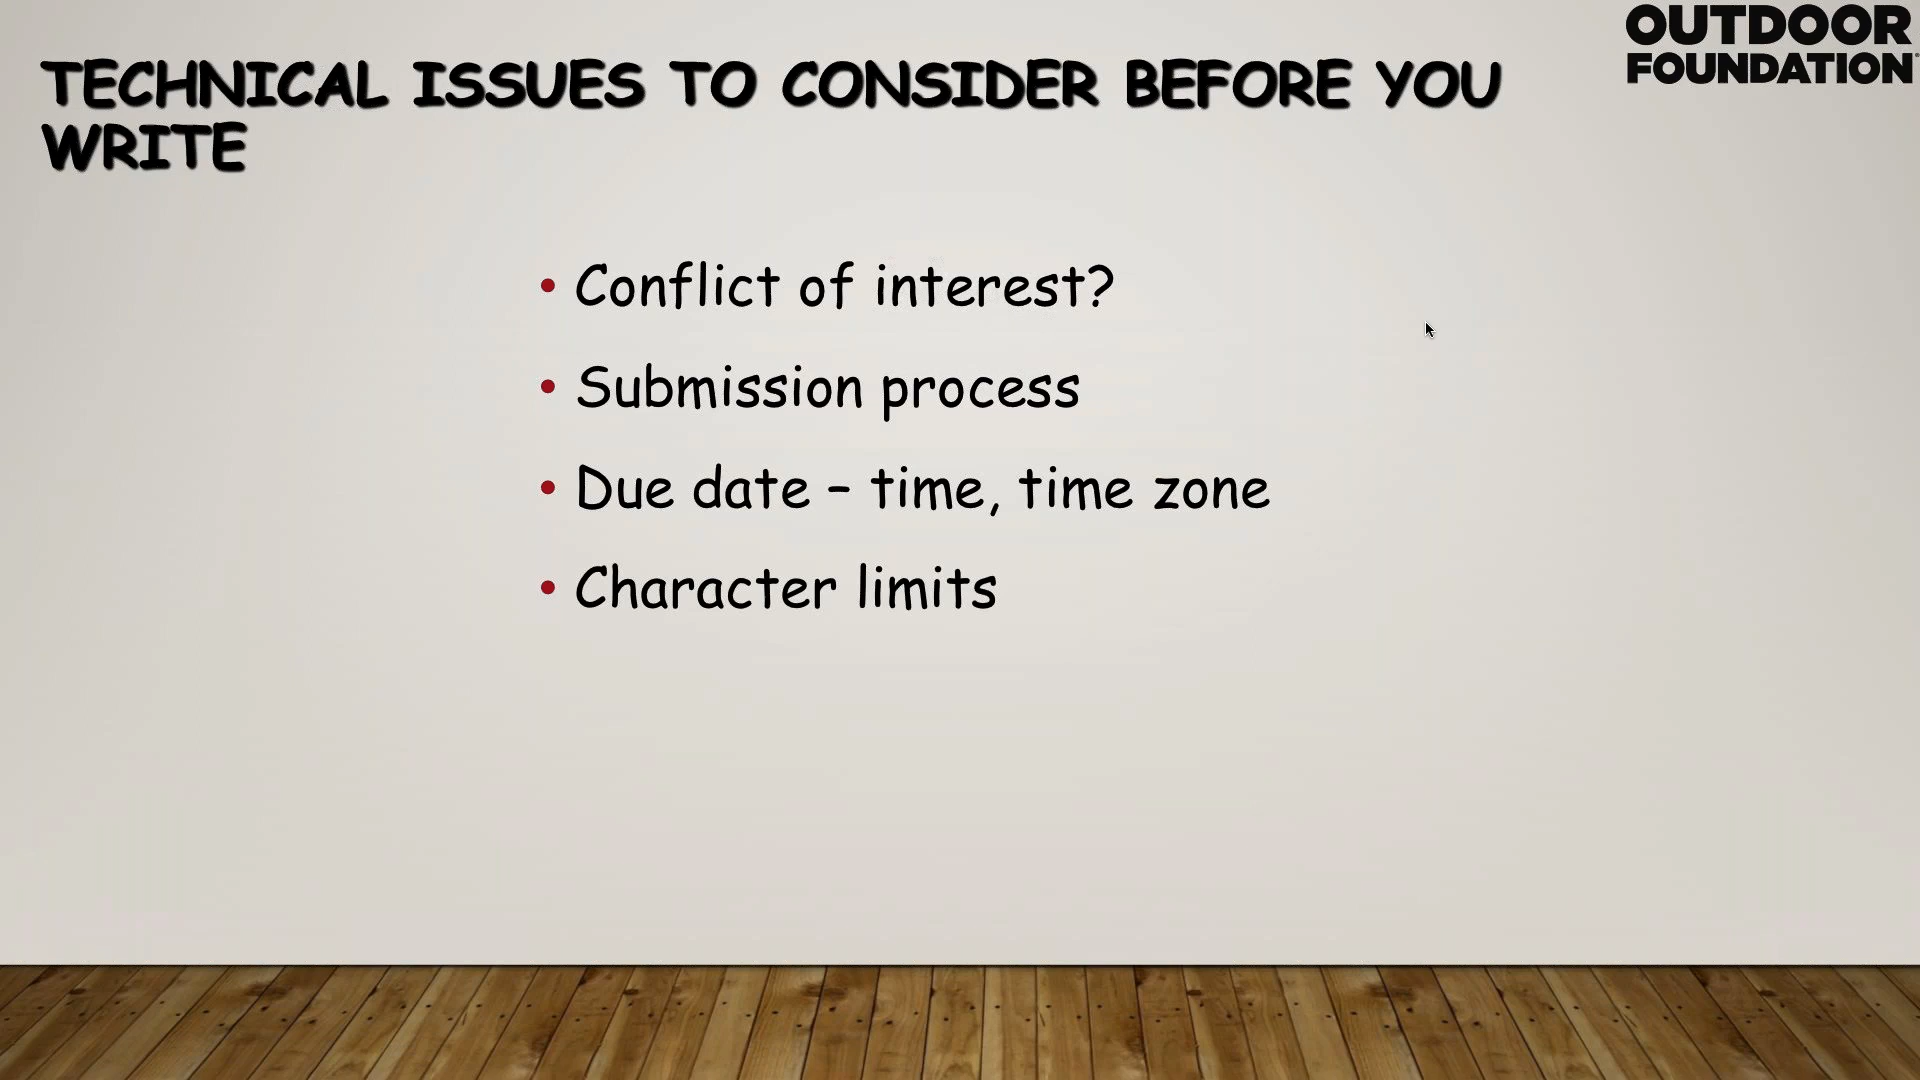 OUTDOOR
FOUNDATION
TECHNICAL ISSUES TO CONSIDER BEFORE YOU
WRITE
• Conflict of interest?
• Submission process
• Due date – time, time zone
• Character limits